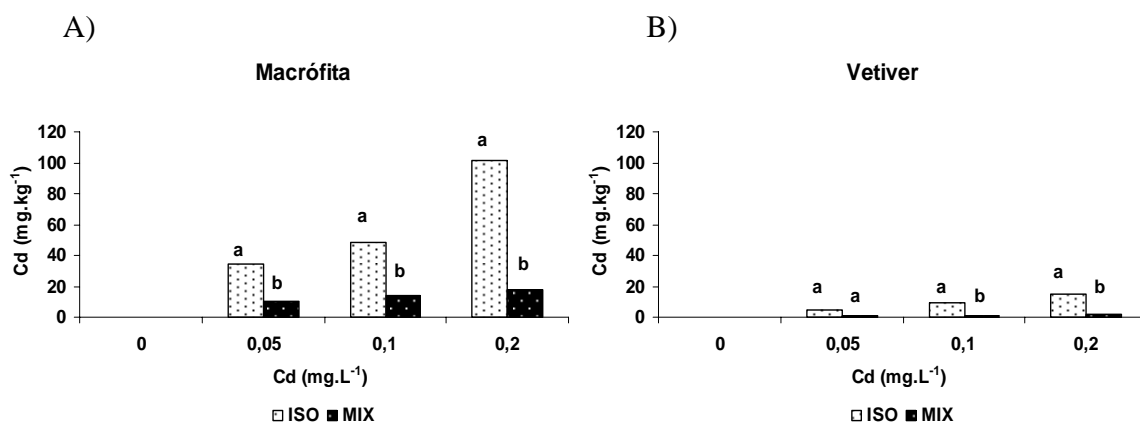 A)
Macrófita
Cd (mg.kg⁻¹)
120
100
80
60
40
20
0
a
b
a
b
a
b
0 0,05 0,1 0,2
Cd (mg.L⁻¹)
ISO MIX
B)
Vetiver
Cd (mg.kg⁻¹)
120
100
80
60
40
20
0
a a
a b
a b
0 0,05 0,1 0,2
Cd (mg.L⁻¹)
ISO MIX